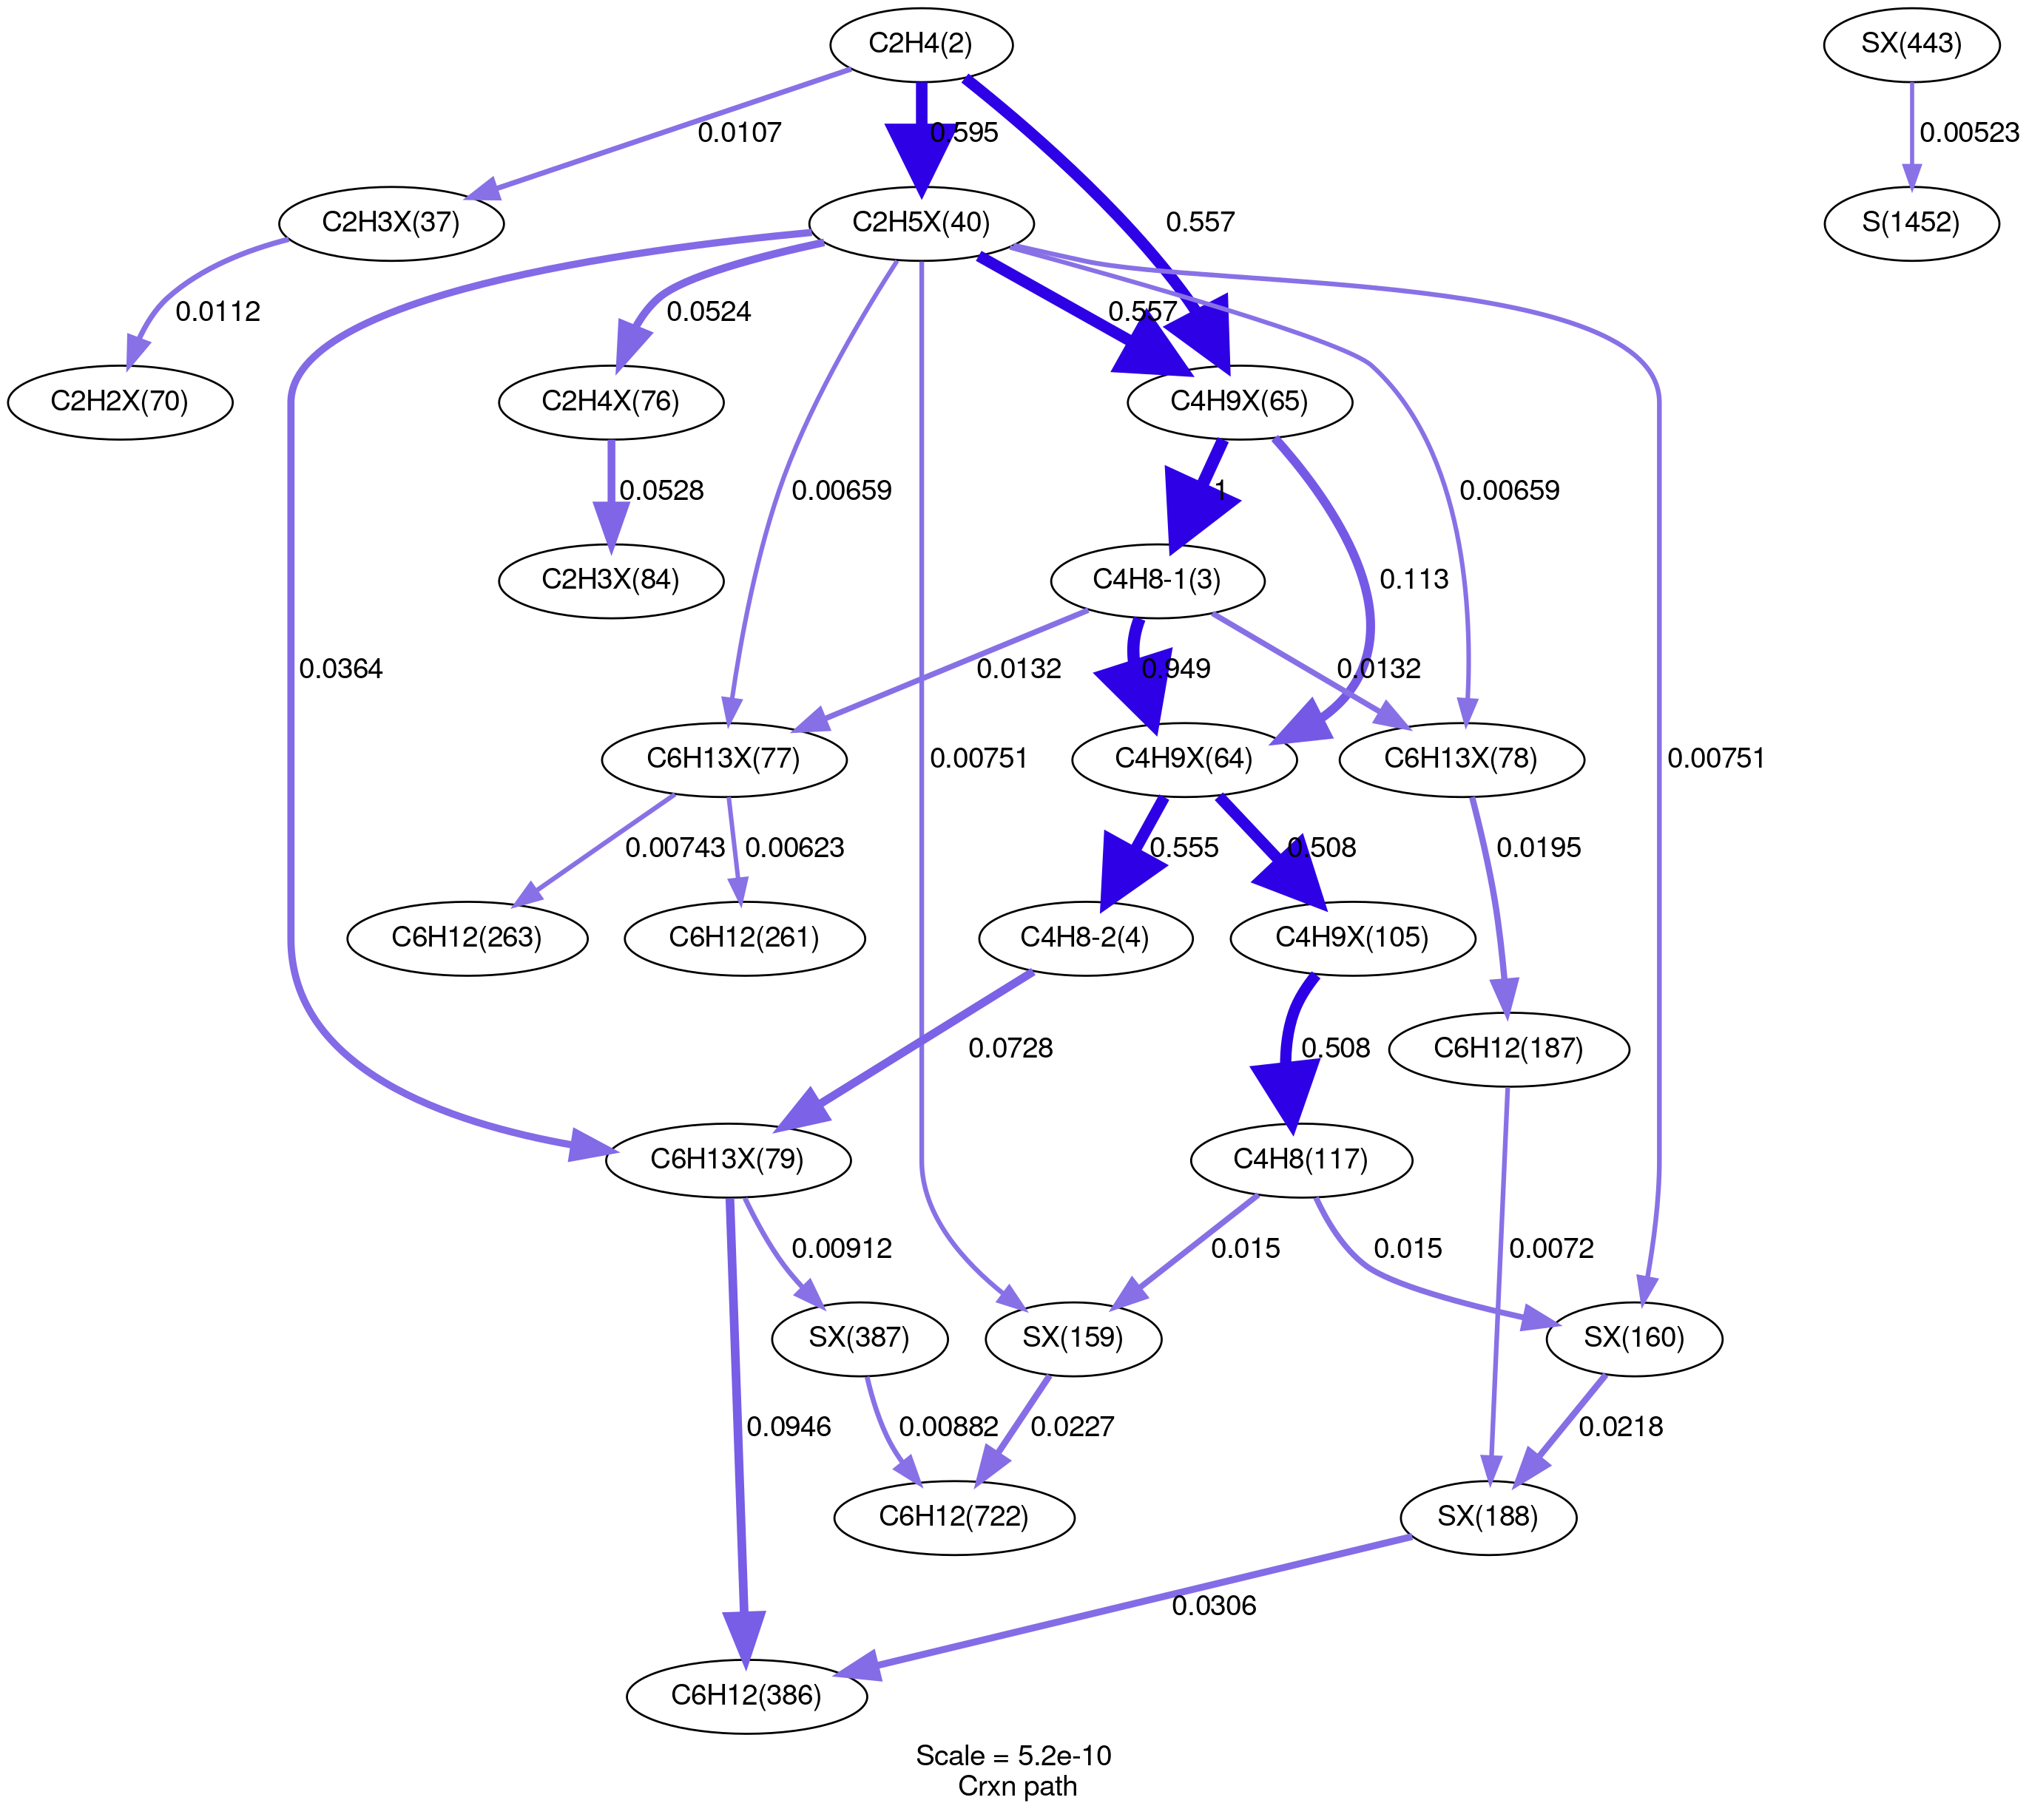 C2H4(2)
SX(443)
0.0107
0.595
0.00523
C2H3X(37)
C2H5X(40)
0.557
S(1452)
0.0112
0.0524
0.557
C2H2X(70)
C2H4X(76)
C4H9X(65)
0.0528
0.00659
1
0.00659
C2H3X(84)
C4H8-1(3)
0.113
0.0364
0.0132
0.949
0.0132
C6H13X(77)
0.00751
C4H9X(64)
C6H13X(78)
0.00751
0.00743
0.00623
0.555
0.508
0.0195
C6H12(263)
C6H12(261)
C4H8-2(4)
C4H9X(105)
0.0728
0.508
C6H12(187)
C6H13X(79)
C4H8(117)
0.00912
0.015
0.015
0.0072
SX(387)
SX(159)
SX(160)
0.0946
0.00882
0.0227
0.0218
C6H12(722)
SX(188)
0.0306
C6H12(386)
Scale = 5.2e-10
Crxn path